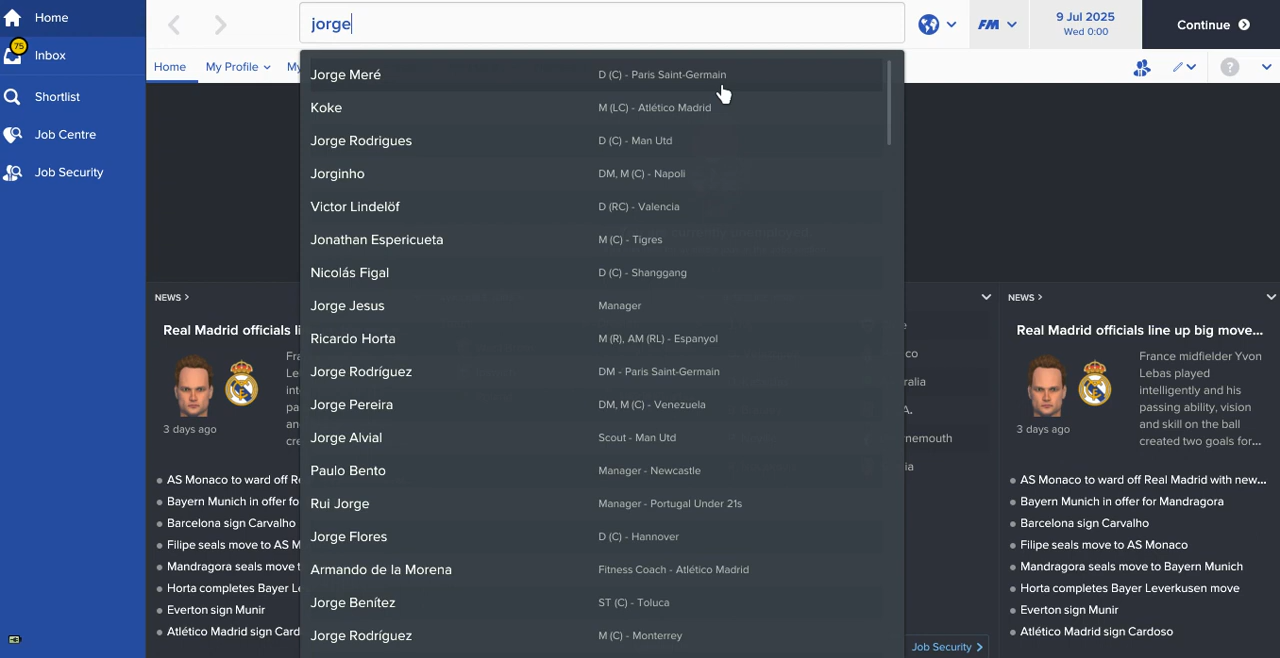 Home
75
Inbox
Shortlist
Job Centre
Job Security
jorge
FM
9 Jul 2025
Wed 0:00
Continue
Home
My Profile
My
?
Jorge Meré D (C) - Paris Saint-Germain
Koke M (LC) - Atlético Madrid
Jorge Rodrigues D (C) - Man Utd
Jorginho DM, M (C) - Napoli
Victor Lindelöf D (RC) - Valencia
Jonathan Espericueta M (C) - Tigres
Nicolás Figal D (C) - Shanggang
Jorge Jesus Manager
Ricardo Horta M (R), AM (RL) - Espanyol
Jorge Rodríguez DM - Paris Saint-Germain
Jorge Pereira DM, M (C) - Venezuela
Jorge Alvial Scout - Man Utd
Paulo Bento Manager - Newcastle
Rui Jorge Manager - Portugal Under 21s
Jorge Flores D (C) - Hannover
Armando de la Morena Fitness Coach - Atlético Madrid
Jorge Benítez ST (C) - Toluca
Jorge Rodríguez M (C) - Monterrey
NEWS >
Real Madrid officials li
Fra
Le
int
pa
an
cre
3 days ago
AS Monaco to ward off R
Bayern Munich in offer fo
Barcelona sign Carvalho
Filipe seals move to AS M
Mandragora seals move t
Horta completes Bayer L
Everton sign Munir
Atlético Madrid sign Card
e
co
ralia
A.
nemouth
ia
Job Security >
NEWS >
Real Madrid officials line up big move...
France midfielder Yvon
Lebas played
intelligently and his
passing ability, vision
and skill on the ball
created two goals for...
3 days ago
AS Monaco to ward off Real Madrid with new...
Bayern Munich in offer for Mandragora
Barcelona sign Carvalho
Filipe seals move to AS Monaco
Mandragora seals move to Bayern Munich
Horta completes Bayer Leverkusen move
Everton sign Munir
Atlético Madrid sign Cardoso